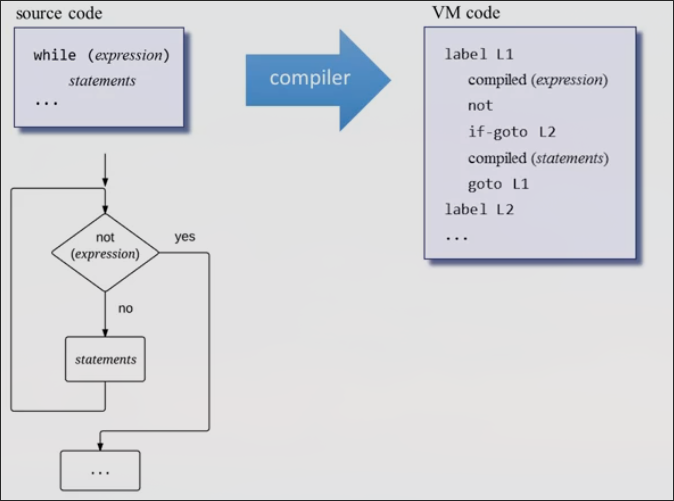 source code
while (expression)
statements
...
compiler
VM code
label L1
compiled (expression)
not
if-goto L2
compiled (statements)
goto L1
label L2
...
not
(expression)
yes
no
statements
...